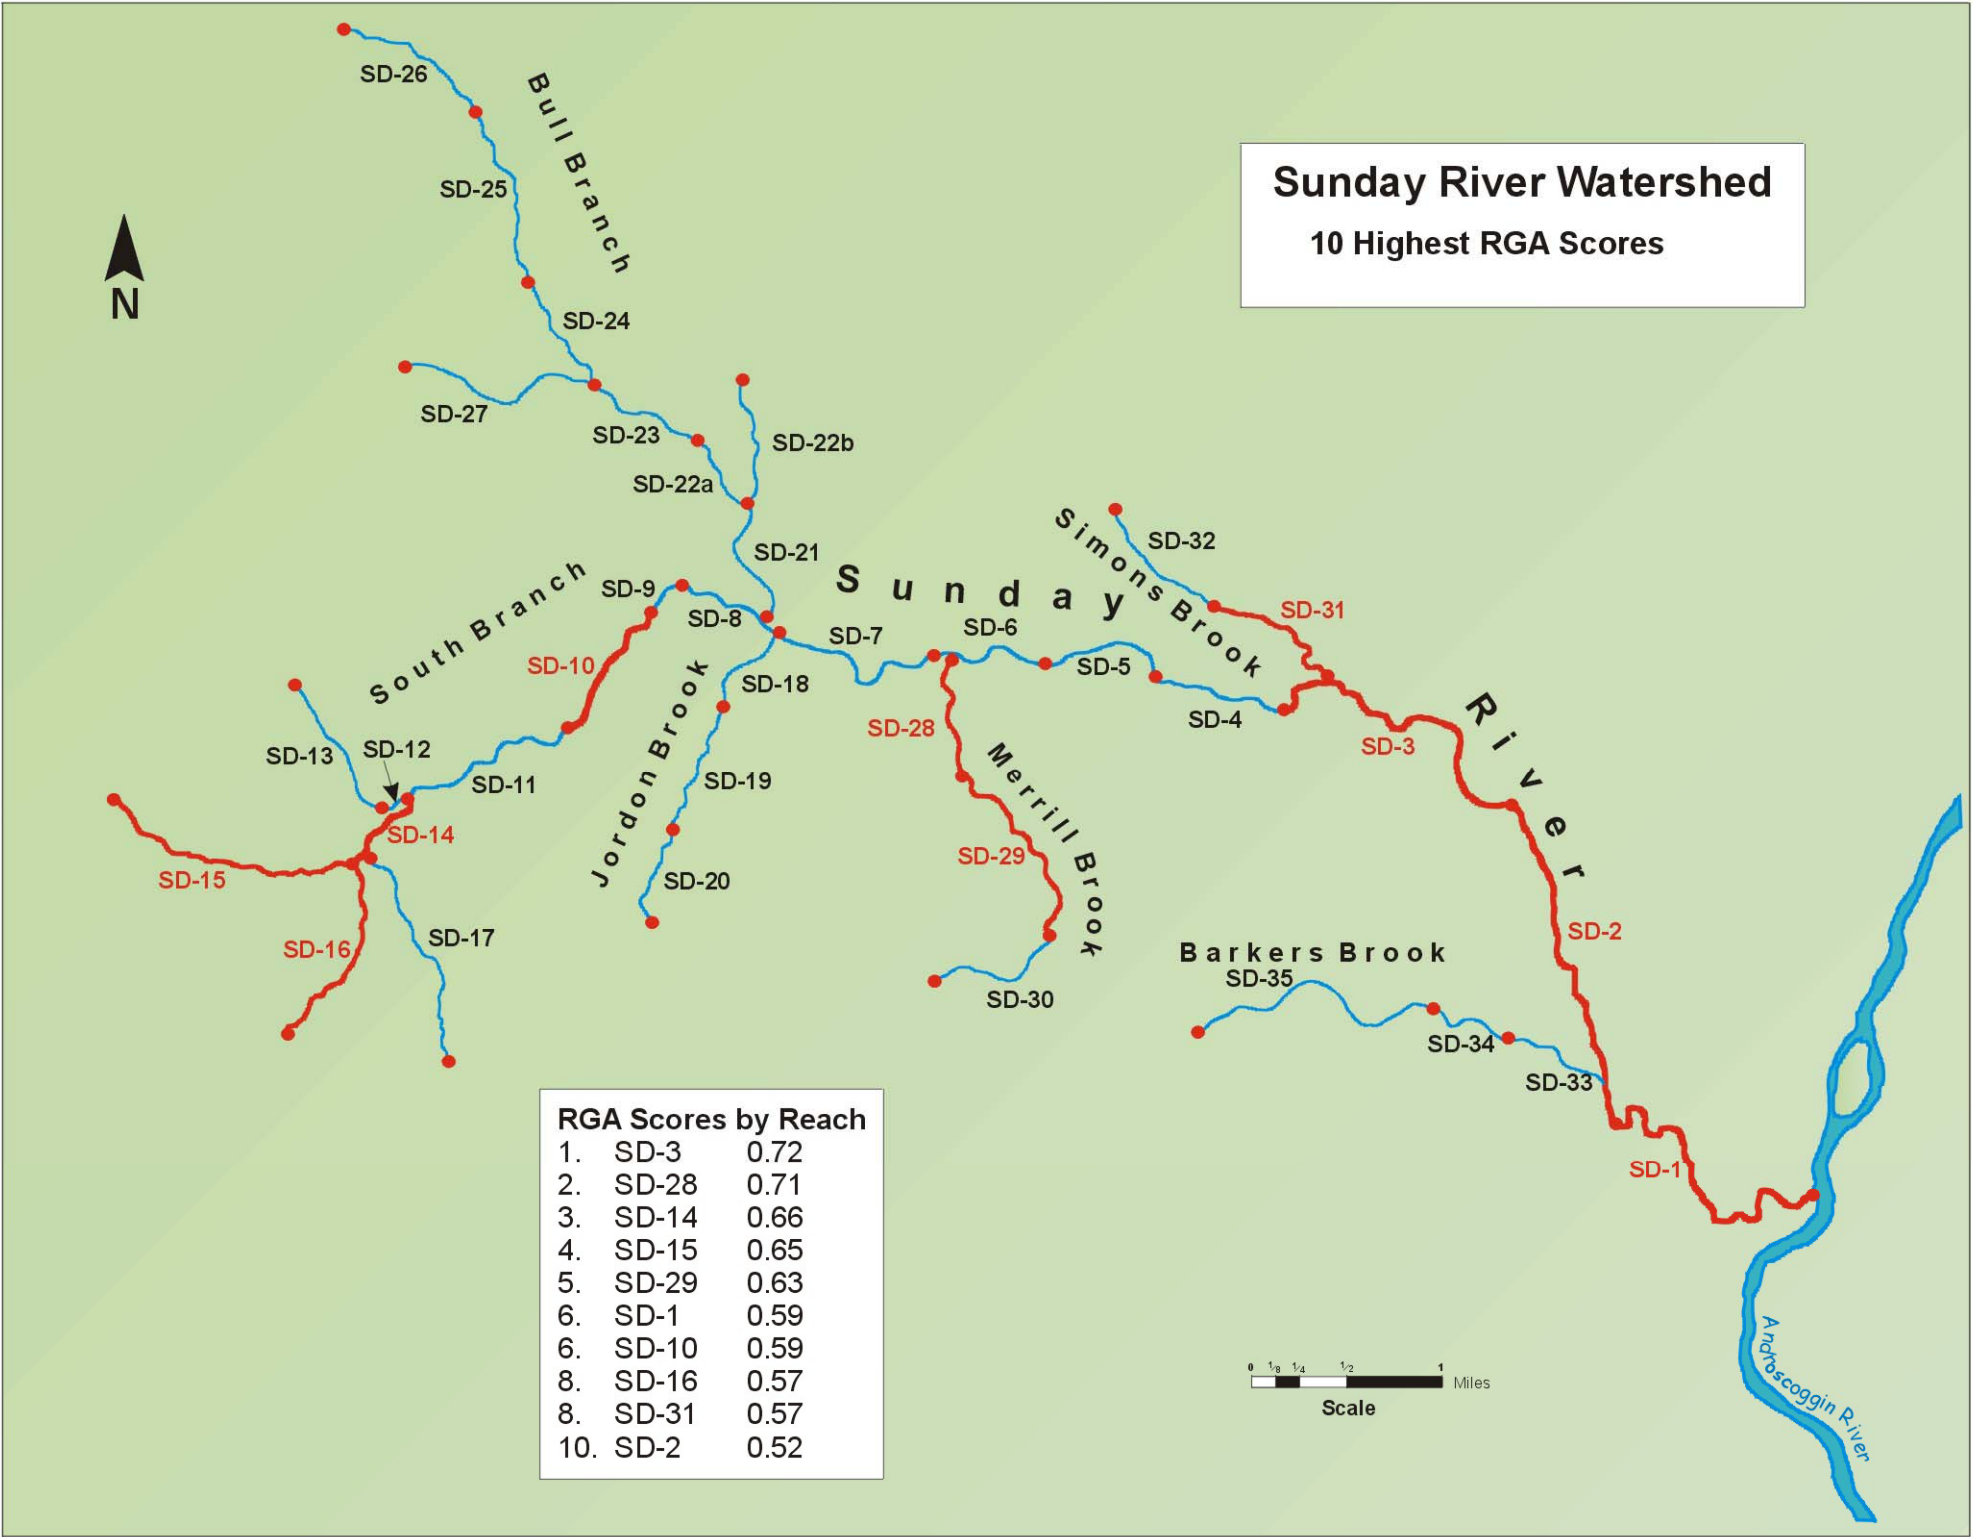 SD-26
Bull Branch
SD-25
Sunday River Watershed
10 Highest RGA Scores
N
SD-24
SD-27
SD-23
SD-22b
SD-22a
SD-21
Simons Brook
SD-32
South Branch
SD-9
SD-8
Sunday
SD-7
SD-6
SD-5
SD-31
SD-4
SD-3
River
SD-10
SD-18
Jordon Brook
SD-28
Merrill Brook
SD-13
SD-12
SD-11
SD-19
SD-14
SD-15
SD-20
SD-29
SD-16
SD-17
SD-2
Barkers Brook
SD-35
SD-30
SD-34
SD-33
SD-1
RGA Scores by Reach
1. SD-3 0.72
2. SD-28 0.71
3. SD-14 0.66
4. SD-15 0.65
5. SD-29 0.63
6. SD-1 0.59
6. SD-10 0.59
8. SD-16 0.57
8. SD-31 0.57
10. SD-2 0.52
0 1/8 1/4 1/2 1
Miles
Scale
Androscoggin River